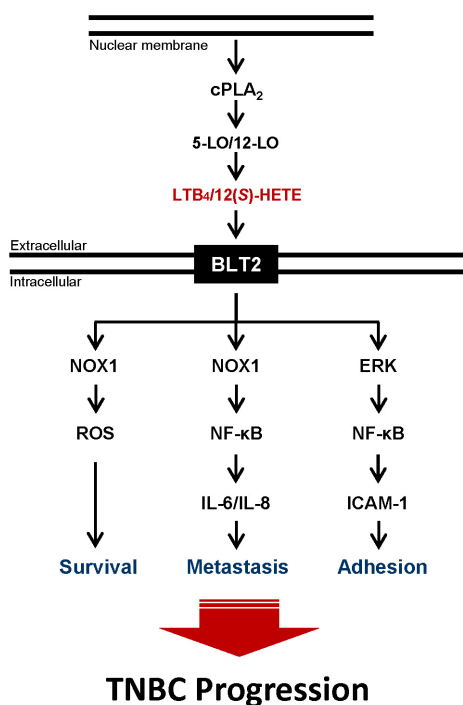 Nuclear membrane
cPLA₂
5-LO/12-LO
LTB₄/12(S)-HETE
Extracellular
BLT2
Intracellular
NOX1 NOX1 ERK
ROS NF-κB NF-κB
IL-6/IL-8 ICAM-1
Survival Metastasis Adhesion
TNBC Progression